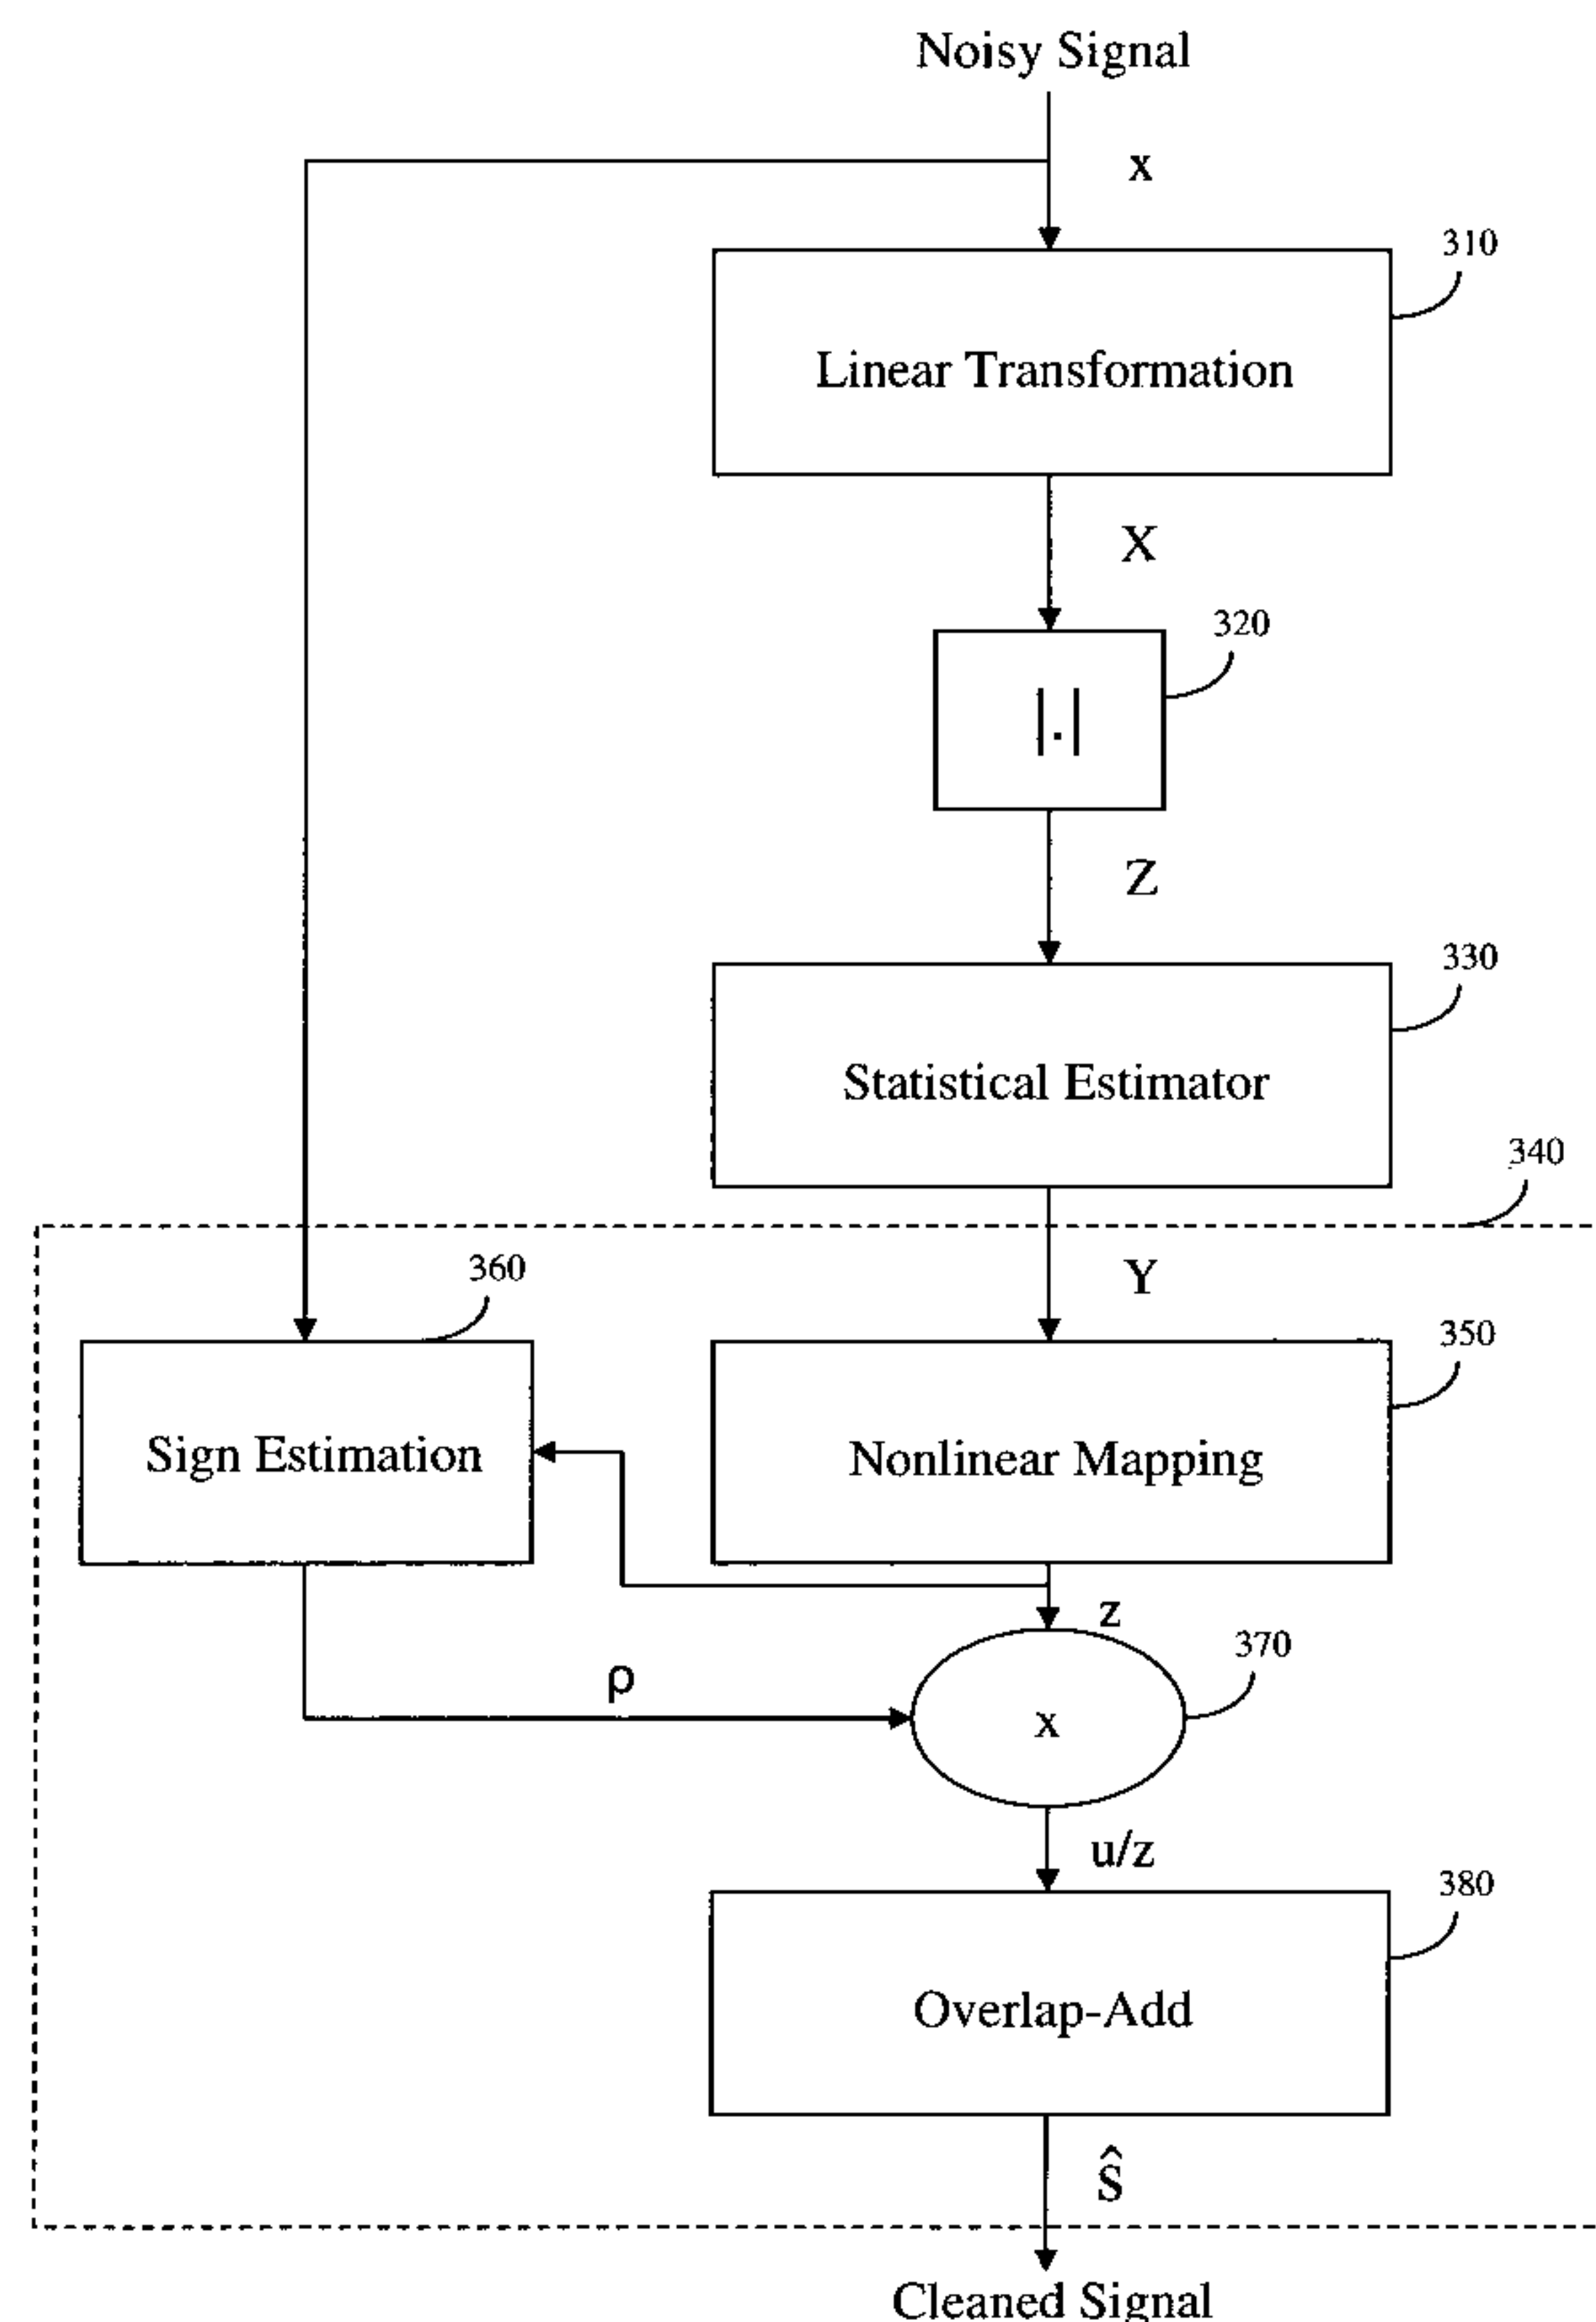 Noisy Signal
x
310
Linear Transformation
X
320
|.|
Z
330
Statistical Estimator
340
Y
360
350
Sign Estimation
Nonlinear Mapping
z
370
ρ
x
u/z
380
Overlap-Add
ŝ
Cleaned Signal